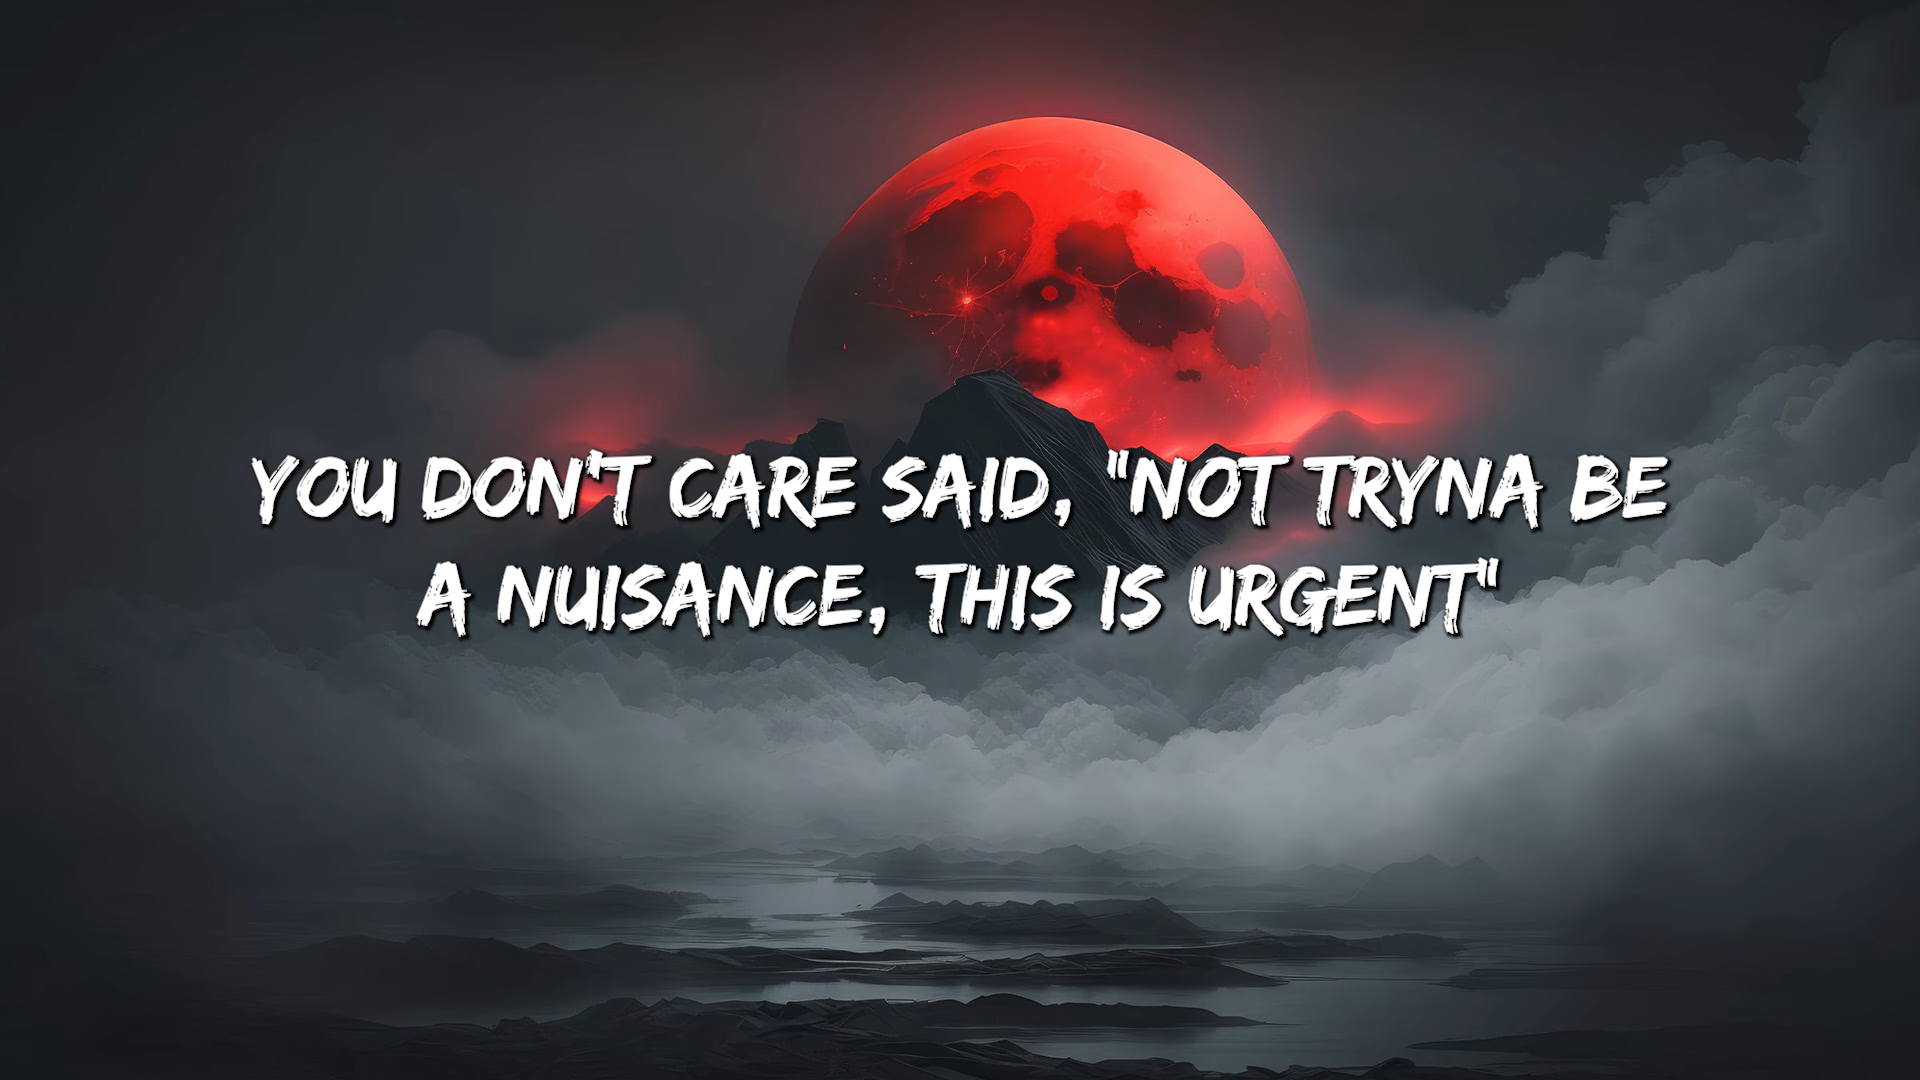 YOU DON'T CARE SAID, "NOT TRYNA BE
A NUISANCE, THIS IS URGENT"